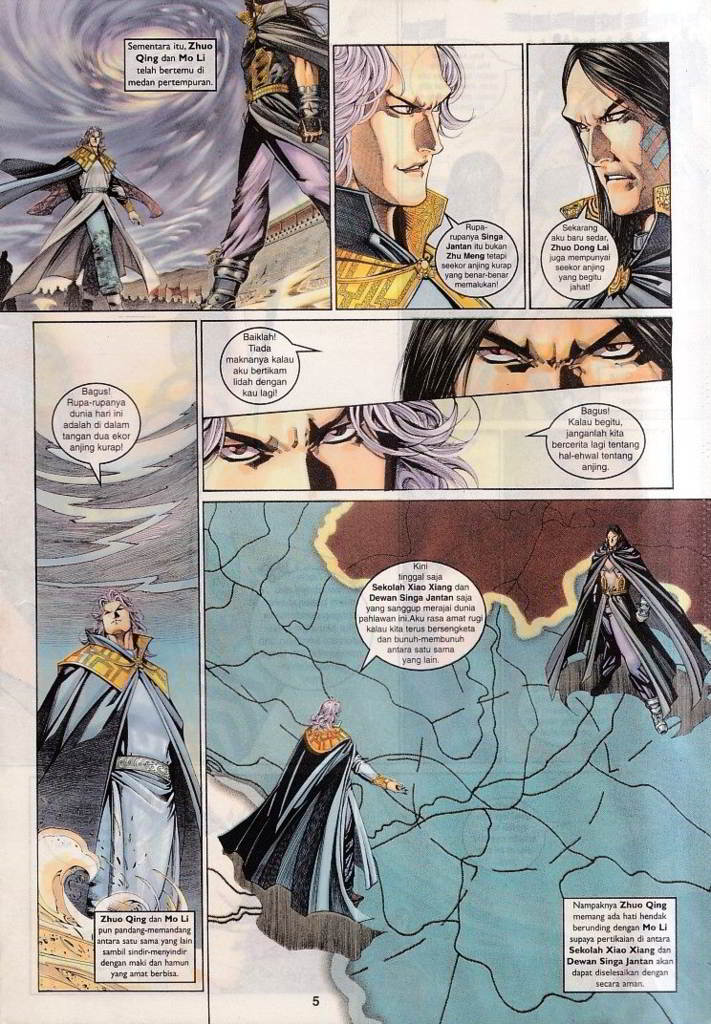 Sementara itu, Zhuo
Qing dan Mo Li
telah bertemu di
medan pertempuran.
Rupa-
rupanya Singa
Jantan itu bukan
Zhu Meng tetapi
seekor anjing kurap
yang benar-benar
memalukan!
Sekarang
aku baru sedar,
Zhuo Dong Lai
juga mempunyai
seekor anjing
yang begitu
jahat!
Bagus!
Rupa-rupanya
dunia hari ini
adalah di dalam
tangan dua ekor
anjing kurap!
Zhuo Qing dan Mo Li
pun pandang-memandang
antara satu sama yang lain
sambil sindir-menyindir
dengan maki dan hamun
yang amat berbisa.
Baiklah!
Tiada
maknanya kalau
aku bertikam
lidah dengan
kau lagi!
Bagus!
Kalau begitu,
janganlah kita
bercerita lagi tentang
hal-ehwal tentang
anjing.
Kini
tinggal saja
Sekolah Xiao Xiang dan
Dewan Singa Jantan saja
yang sanggup merajai dunia
pahlawan ini.Aku rasa amat rugi
kalau kita terus bersengketa
dan bunuh-membunuh
antara satu sama
yang lain.
Nampaknya Zhuo Qing
memang ada hati hendak
berunding dengan Mo Li
supaya pertikaian di antara
Sekolah Xiao Xiang dan
Dewan Singa Jantan akan
dapat diselesaikan dengan
secara aman.
5